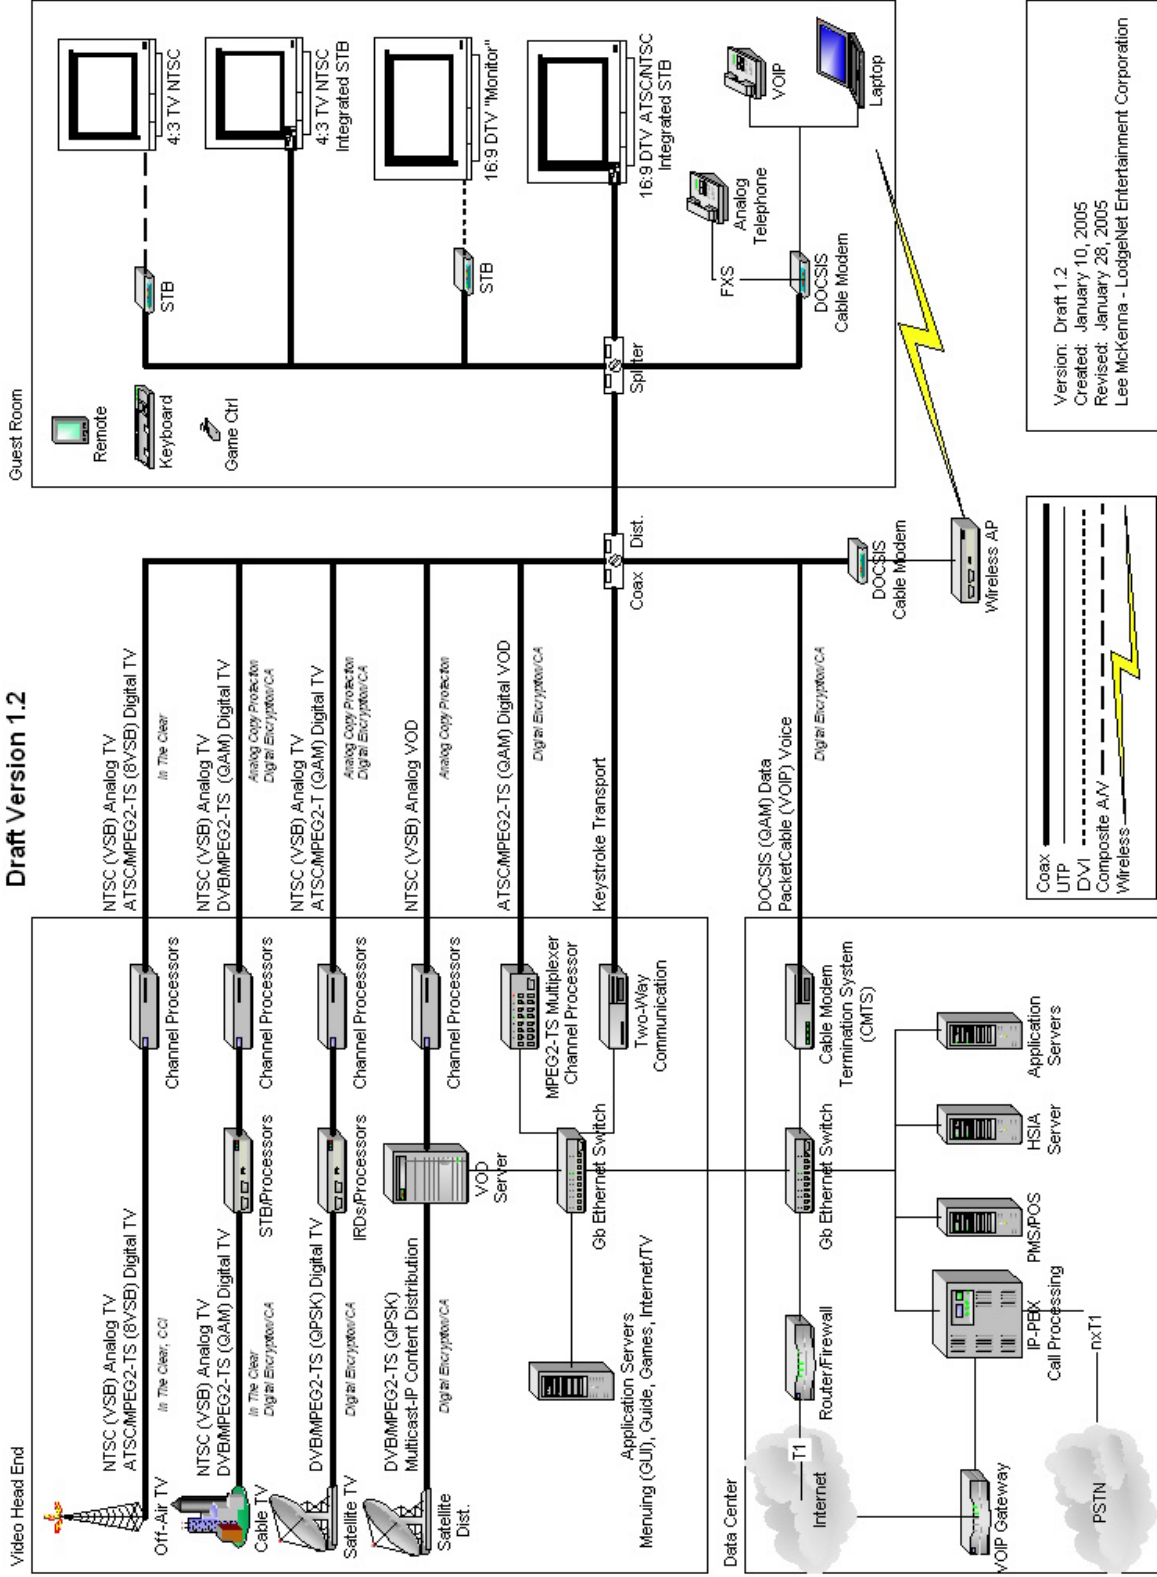 Draft Version 1.2
Video Head End
Off-Air TV
NTSC (VSB) Analog TV
ATSC/MPEG2-TS (8VSB) Digital TV
In The Clear, CCI
Channel Processors
NTSC (VSB) Analog TV
ATSC/MPEG2-TS (8VSB) Digital TV
In The Clear
Cable TV
NTSC (VSB) Analog TV
DVB/MPEG2-TS (QAM) Digital TV
In The Clear
Digital Encryption/CA
STB/Processors
Channel Processors
NTSC (VSB) Analog TV
DVB/MPEG2-TS (QAM) Digital TV
Analog Copy Protection
Digital Encryption/CA
Satellite TV
DVB/MPEG2-TS (QPSK) Digital TV
Digital Encryption/CA
IRDs/Processors
Channel Processors
NTSC (VSB) Analog TV
ATSC/MPEG2-T (QAM) Digital TV
Analog Copy Protection
Digital Encryption/CA
Satellite
Dist.
DVB/MPEG2-TS (QPSK)
Multicast-IP Content Distribution
Digital Encryption/CA
VOD
Server
Channel Processors
NTSC (VSB) Analog VOD
Analog Copy Protection
MPEG2-TS Multiplexer
Channel Processor
ATSC/MPEG2-TS (QAM) Digital VOD
Digital Encryption/CA
Application Servers
Menuing (GUI), Guide, Games, Internet/TV
Gb Ethernet Switch
Two-Way
Communication
Keystroke Transport
Coax
Dist.
Data Center
Internet
T1
Router/Firewall
Gb Ethernet Switch
Cable Modem
Termination System
(CMTS)
DOCSIS (QAM) Data
PacketCable (VOIP) Voice
Digital Encryption/CA
DOCSIS
Cable Modem
Wireless AP
VOIP Gateway
IP-PBX
Call Processing
PMS/POS
HSIA
Server
Application
Servers
PSTN
nxT1
Guest Room
Remote
Keyboard
Game Ctrl
STB
4:3 TV NTSC
4:3 TV NTSC
Integrated STB
STB
16:9 DTV "Monitor"
Splitter
16:9 DTV ATSC/NTSC
Integrated STB
FXS
Analog
Telephone
VOIP
DOCSIS
Cable Modem
Laptop
Coax
UTP
DVI
Composite A/V
Wireless
Version: Draft 1.2
Created: January 10, 2005
Revised: January 28, 2005
Lee McKenna - LodgeNet Entertainment Corporation